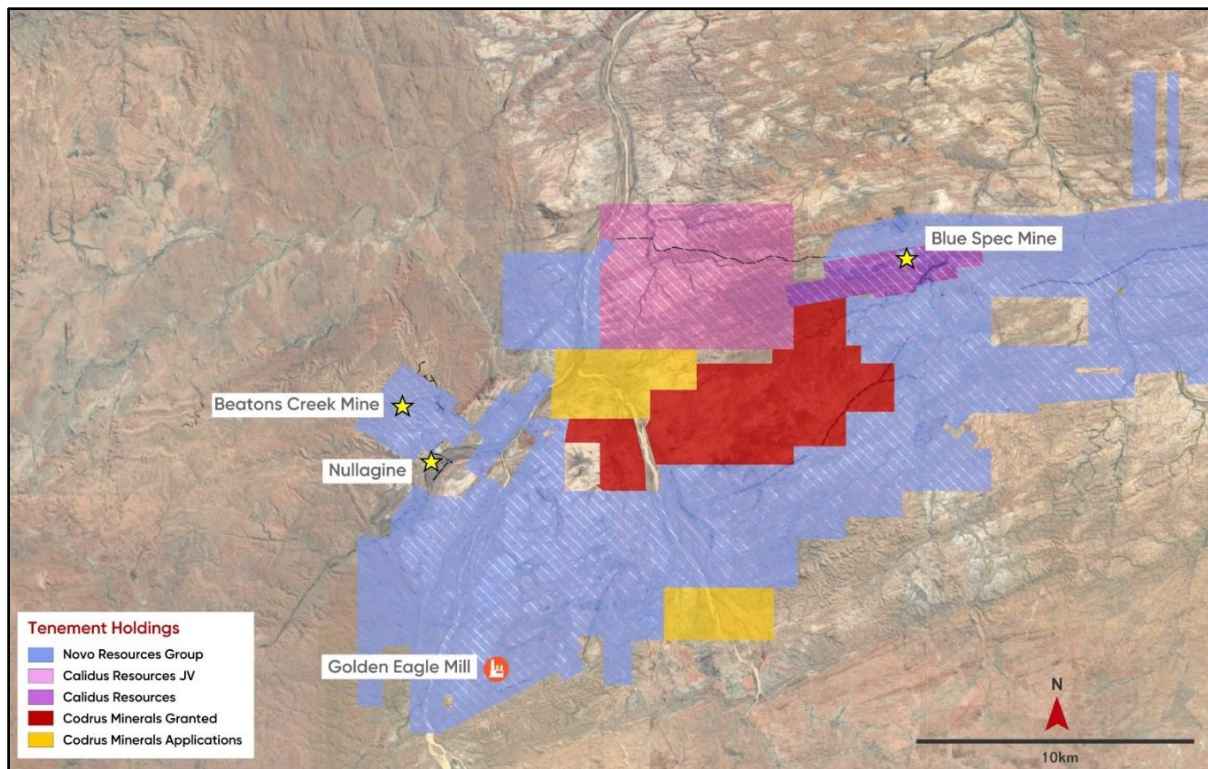 Blue Spec Mine
Beatons Creek Mine
Nullagine
Golden Eagle Mill
Tenement Holdings
Novo Resources Group
Calidus Resources JV
Calidus Resources
Codrus Minerals Granted
Codrus Minerals Applications
N
10km